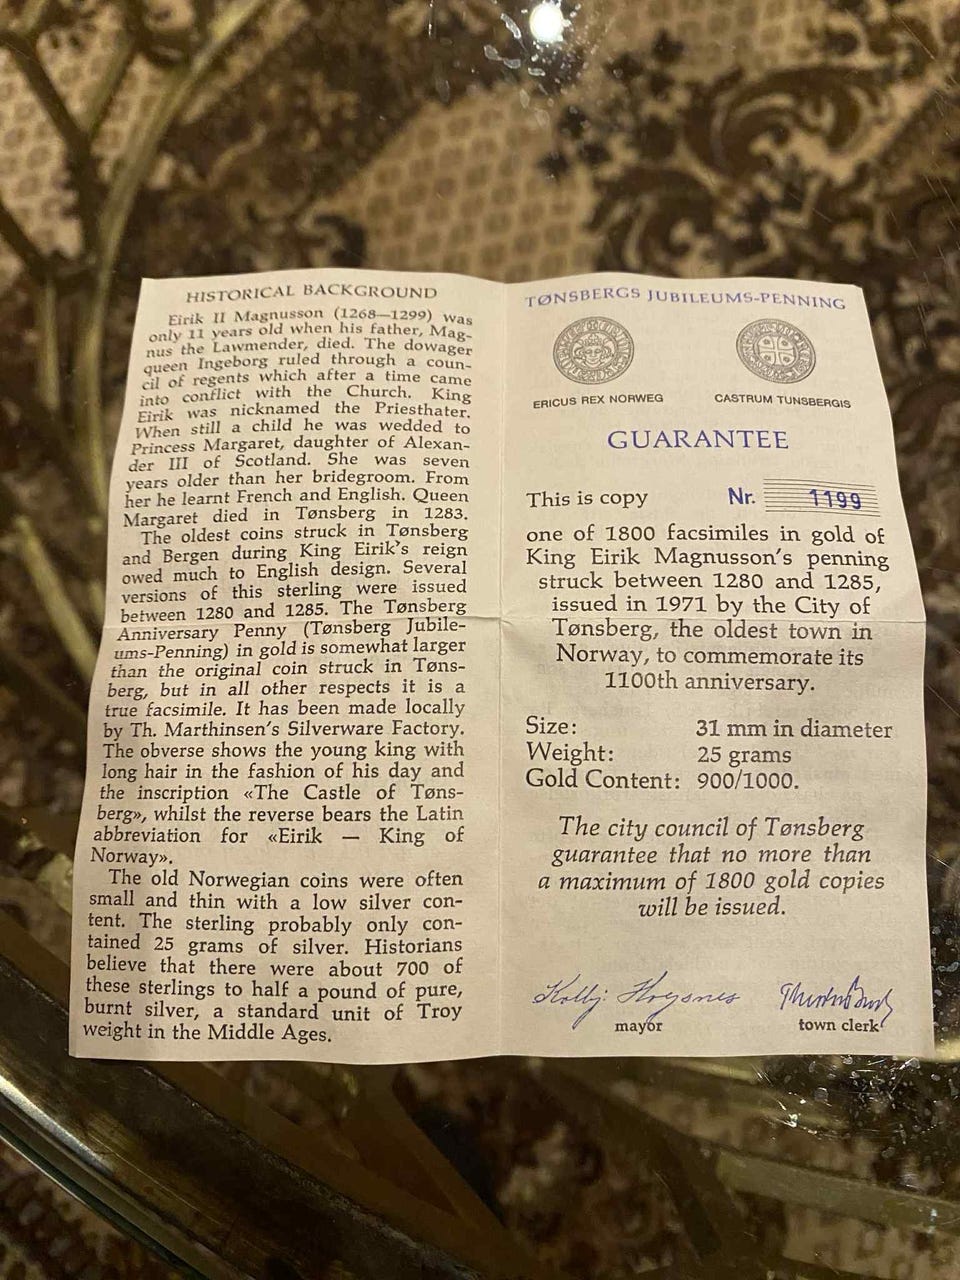 HISTORICAL BACKGROUND
Eirik II Magnusson (1268—1299) was
only 11 years old when his father, Mag-
nus the Lawmender, died. The dowager
queen Ingeborg ruled through a coun-
cil of regents which after a time came
into conflict with the Church. King
Eirik was nicknamed the Priesthater.
When still a child he was wedded to
Princess Margaret, daughter of Alexan-
der III of Scotland. She was seven
years older than her bridegroom. From
her he learnt French and English. Queen
Margaret died in Tønsberg in 1283.
The oldest coins struck in Tønsberg
and Bergen during King Eirik's reign
owed much to English design. Several
versions of this sterling were issued
between 1280 and 1285. The Tønsberg
Anniversary Penny (Tønsberg Jubile-
ums-Penning) in gold is somewhat larger
than the original coin struck in Tøns-
berg, but in all other respects it is a
true facsimile. It has been made locally
by Th. Marthinsen's Silverware Factory.
The obverse shows the young king with
long hair in the fashion of his day and
the inscription «The Castle of Tøns-
berg», whilst the reverse bears the Latin
abbreviation for «Eirik — King of
Norway».
The old Norwegian coins were often
small and thin with a low silver con-
tent. The sterling probably only con-
tained 25 grams of silver. Historians
believe that there were about 700 of
these sterlings to half a pound of pure,
burnt silver, a standard unit of Troy
weight in the Middle Ages.
TØNSBERGS JUBILEUMS-PENNING
ERICUS REX NORWEG CASTRUM TUNSBERGIS
GUARANTEE
This is copy Nr. 1199
one of 1800 facsimiles in gold of
King Eirik Magnusson's penning
struck between 1280 and 1285,
issued in 1971 by the City of
Tønsberg, the oldest town in
Norway, to commemorate its
1100th anniversary.
Size: 31 mm in diameter
Weight: 25 grams
Gold Content: 900/1000.
The city council of Tønsberg
guarantee that no more than
a maximum of 1800 gold copies
will be issued.
mayor town clerk